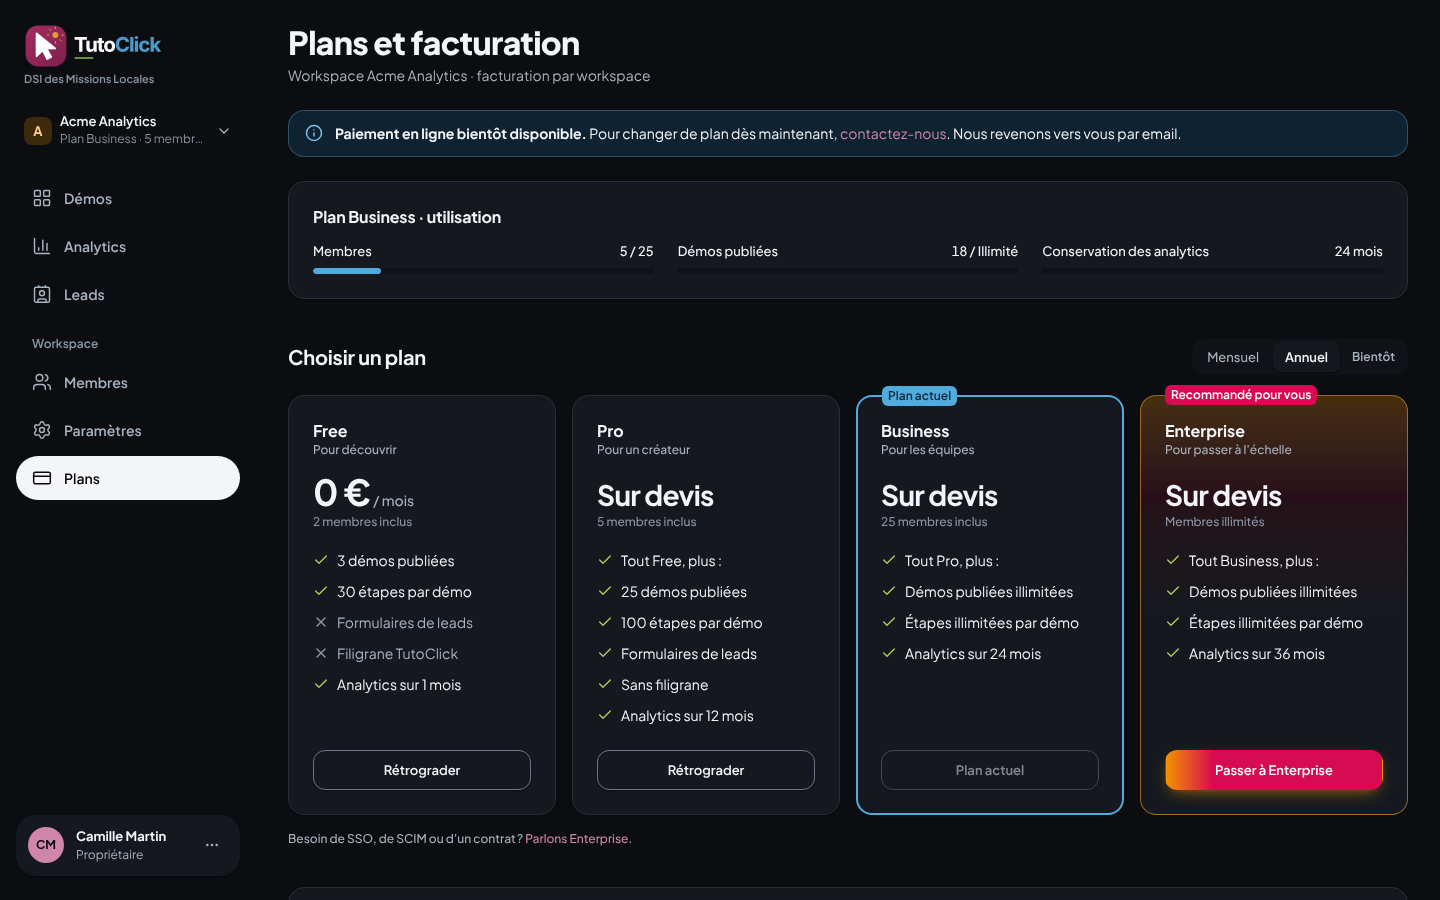 TutoClick
DSI des Missions Locales
A
Acme Analytics
Plan Business · 5 membr...
Démos
Analytics
Leads
Workspace
Membres
Paramètres
Plans
CM
Camille Martin
Propriétaire
Plans et facturation
Workspace Acme Analytics · facturation par workspace
Paiement en ligne bientôt disponible. Pour changer de plan dès maintenant, contactez-nous. Nous revenons vers vous par email.
Plan Business · utilisation
Membres 5 / 25
Démos publiées 18 / Illimité
Conservation des analytics 24 mois
Choisir un plan
Mensuel Annuel Bientôt
Free
Pour découvrir
0 € / mois
2 membres inclus
3 démos publiées
30 étapes par démo
Formulaires de leads
Filigrane TutoClick
Analytics sur 1 mois
Rétrograder
Pro
Pour un créateur
Sur devis
5 membres inclus
Tout Free, plus :
25 démos publiées
100 étapes par démo
Formulaires de leads
Sans filigrane
Analytics sur 12 mois
Rétrograder
Plan actuel
Business
Pour les équipes
Sur devis
25 membres inclus
Tout Pro, plus :
Démos publiées illimitées
Étapes illimitées par démo
Analytics sur 24 mois
Plan actuel
Recommandé pour vous
Enterprise
Pour passer à l'échelle
Sur devis
Membres illimités
Tout Business, plus :
Démos publiées illimitées
Étapes illimitées par démo
Analytics sur 36 mois
Passer à Enterprise
Besoin de SSO, de SCIM ou d'un contrat ? Parlons Enterprise.